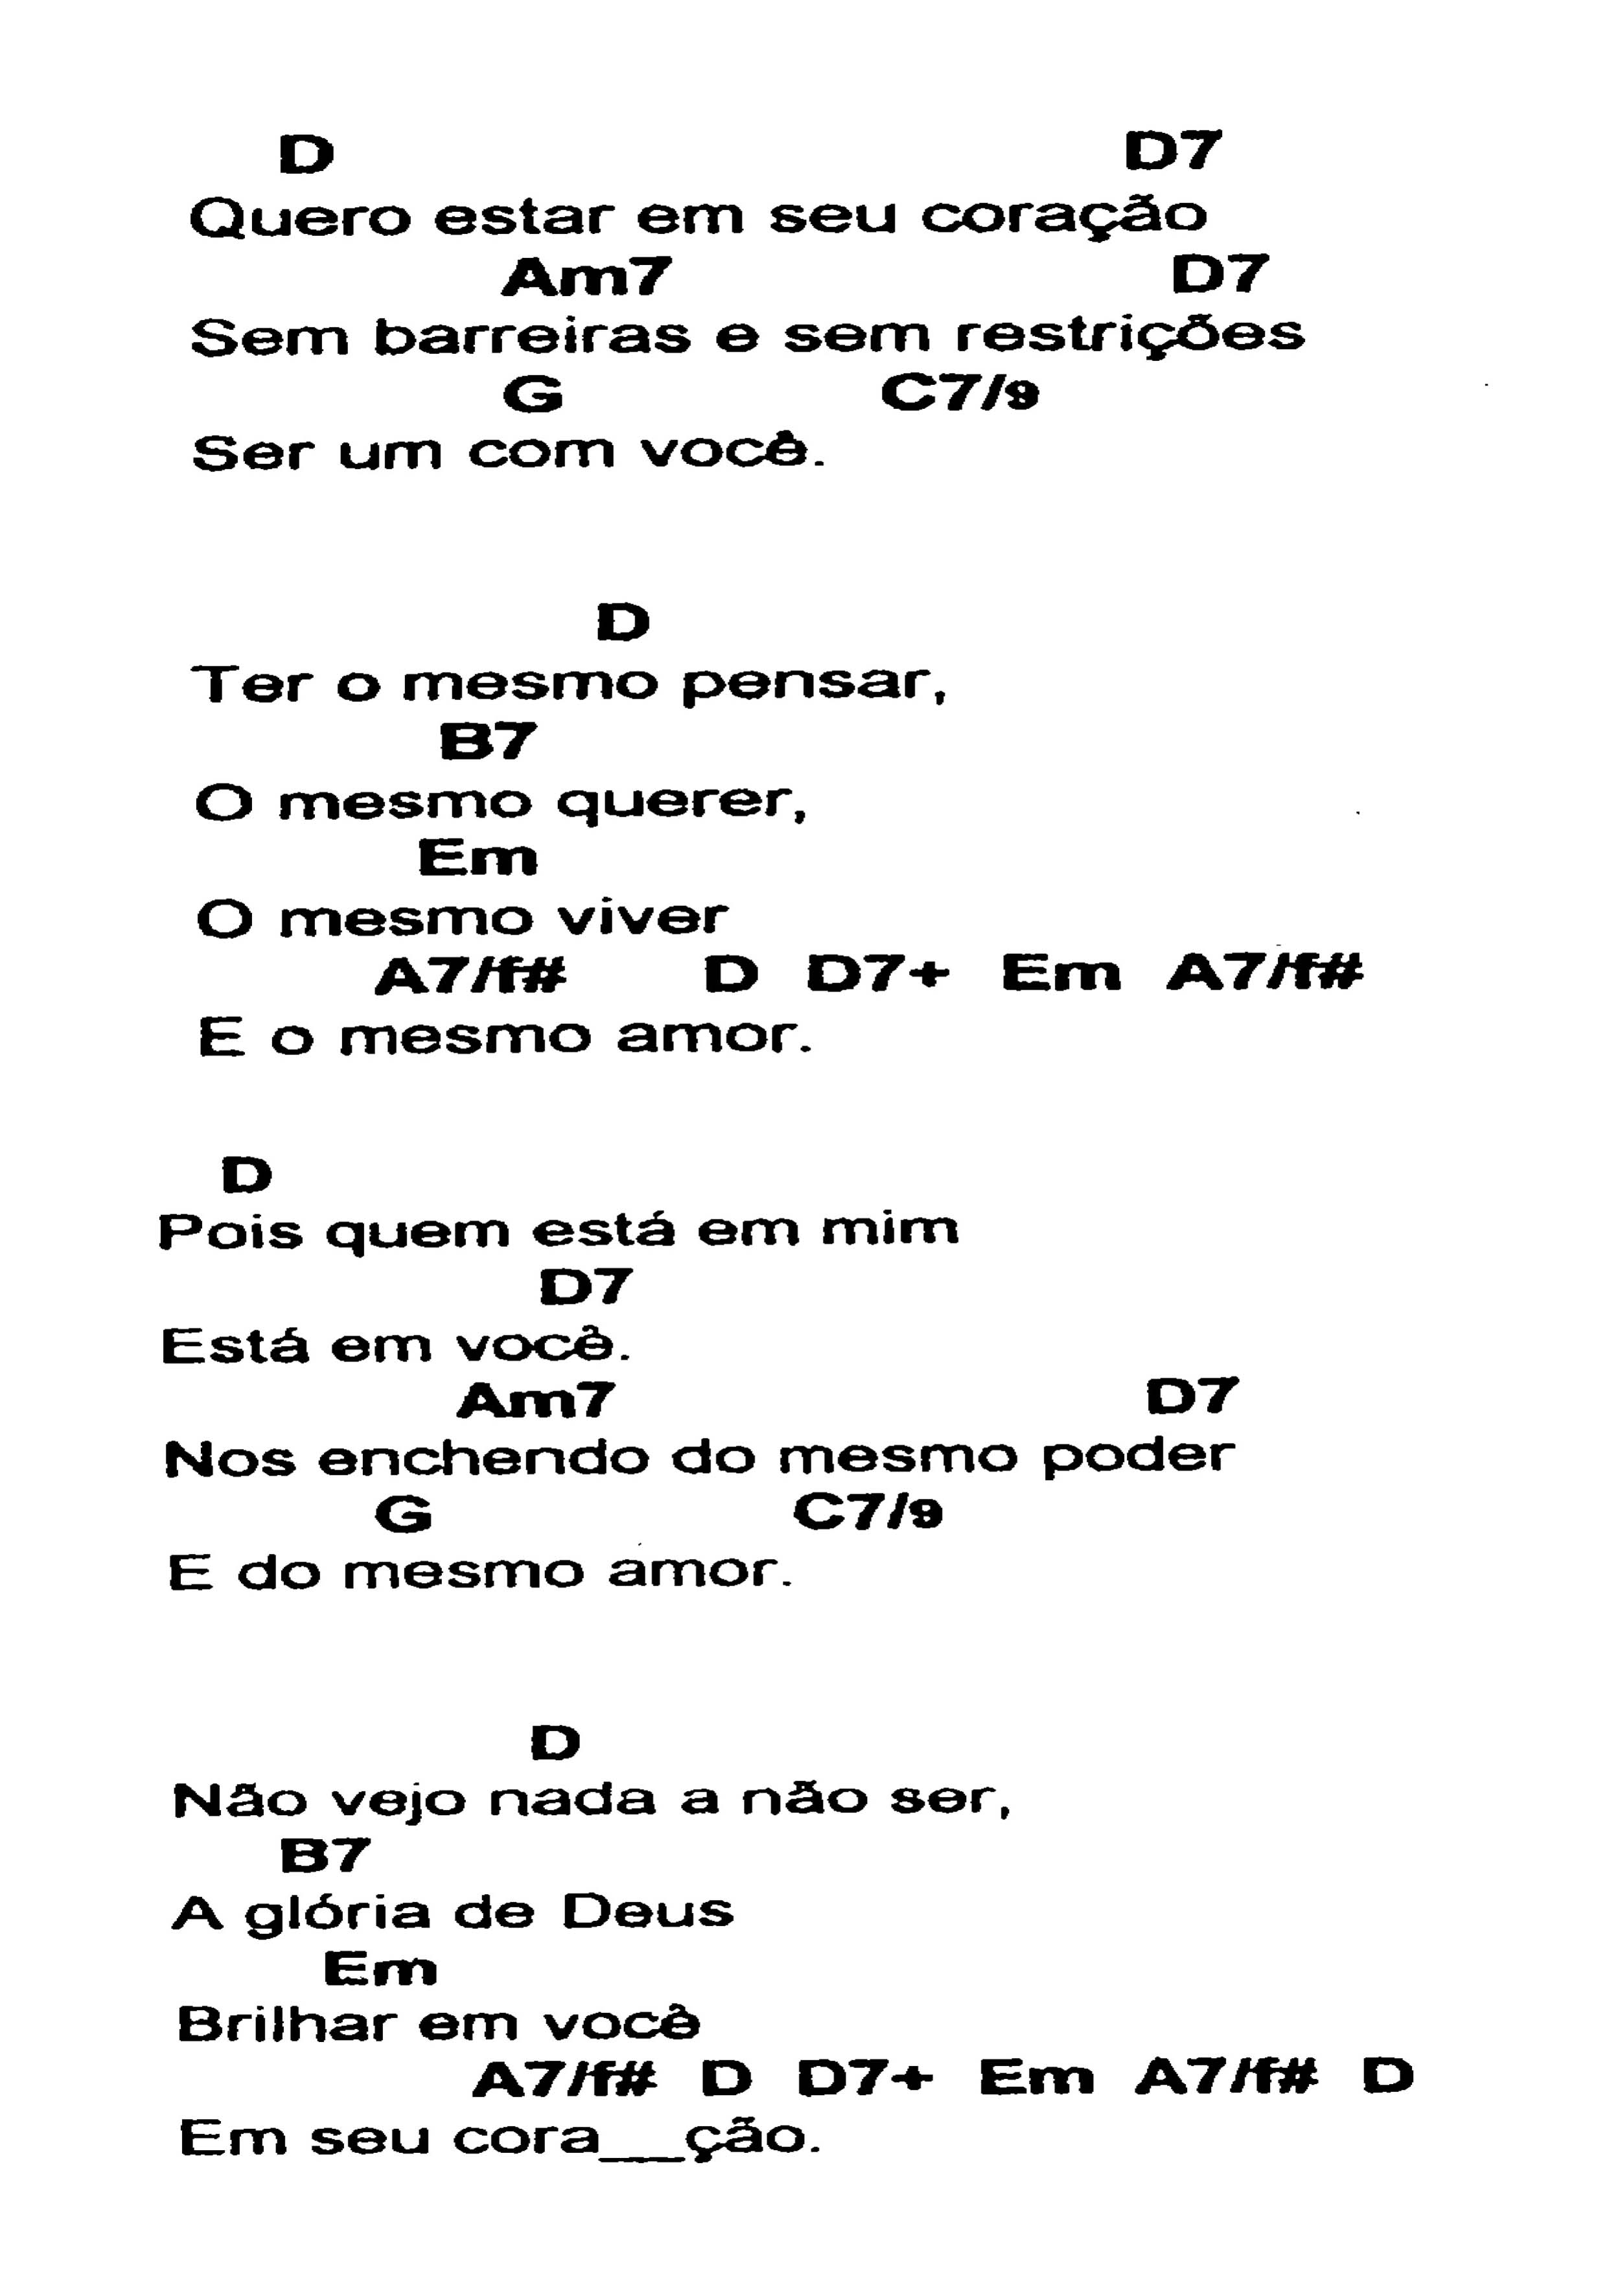 D D7
Quero estar em seu coração
Am7 D7
Sem barreiras e sem restrições
G C7/9
Ser um com você.
D
Ter o mesmo pensar,
B7
O mesmo querer,
Em
O mesmo viver
A7/f# D D7+ Em A7/f#
E o mesmo amor.
D
Pois quem está em mim
D7
Está em você.
Am7 D7
Nos enchendo do mesmo poder
G C7/9
E do mesmo amor.
D
Não vejo nada a não ser,
B7
A glória de Deus
Em
Brilhar em você
A7/f# D D7+ Em A7/f# D
Em seu cora__ção.